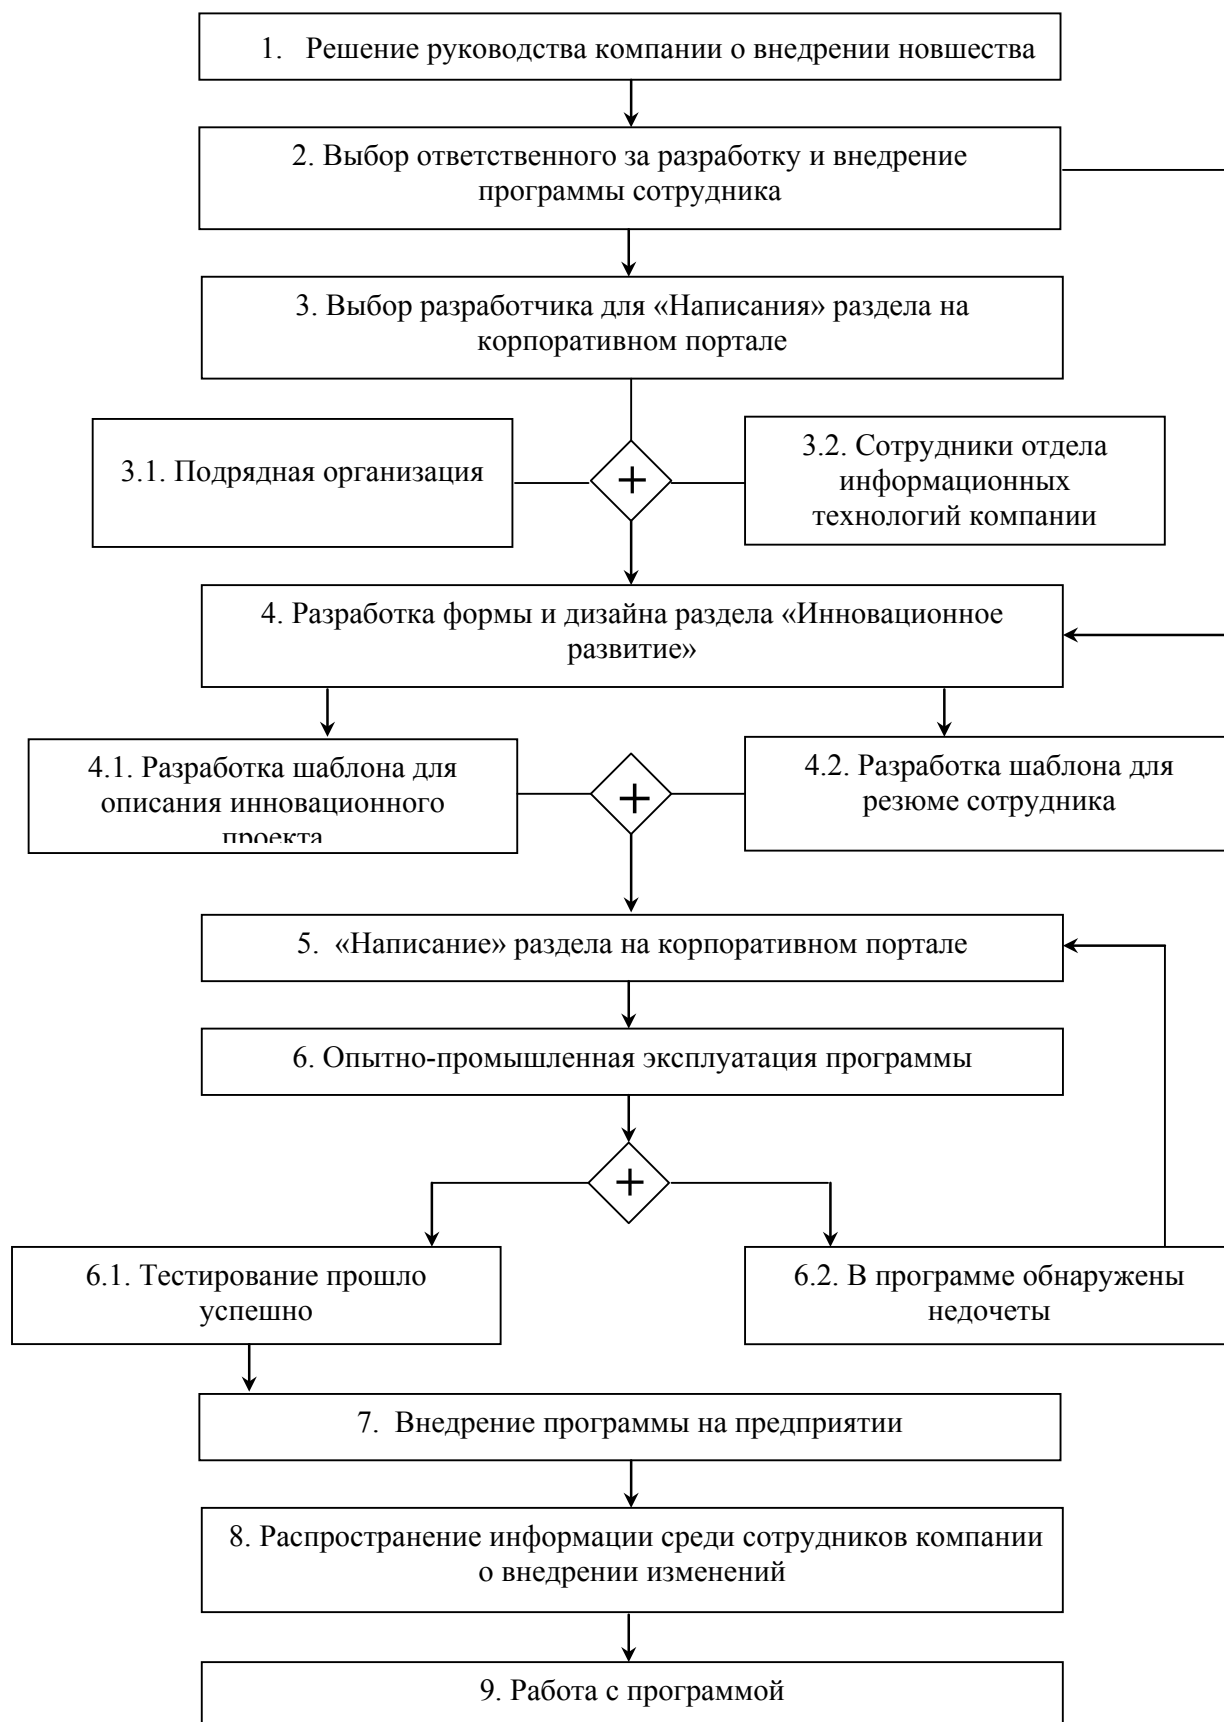 1. Решение руководства компании о внедрении новшества
2. Выбор ответственного за разработку и внедрение
программы сотрудника
3. Выбор разработчика для «Написания» раздела на
корпоративном портале
3.1. Подрядная организация
+
3.2. Сотрудники отдела
информационных
технологий компании
4. Разработка формы и дизайна раздела «Инновационное
развитие»
4.1. Разработка шаблона для
описания инновационного
проекта
+
4.2. Разработка шаблона для
резюме сотрудника
5. «Написание» раздела на корпоративном портале
6. Опытно-промышленная эксплуатация программы
+
6.1. Тестирование прошло
успешно
6.2. В программе обнаружены
недочеты
7. Внедрение программы на предприятии
8. Распространение информации среди сотрудников компании
о внедрении изменений
9. Работа с программой